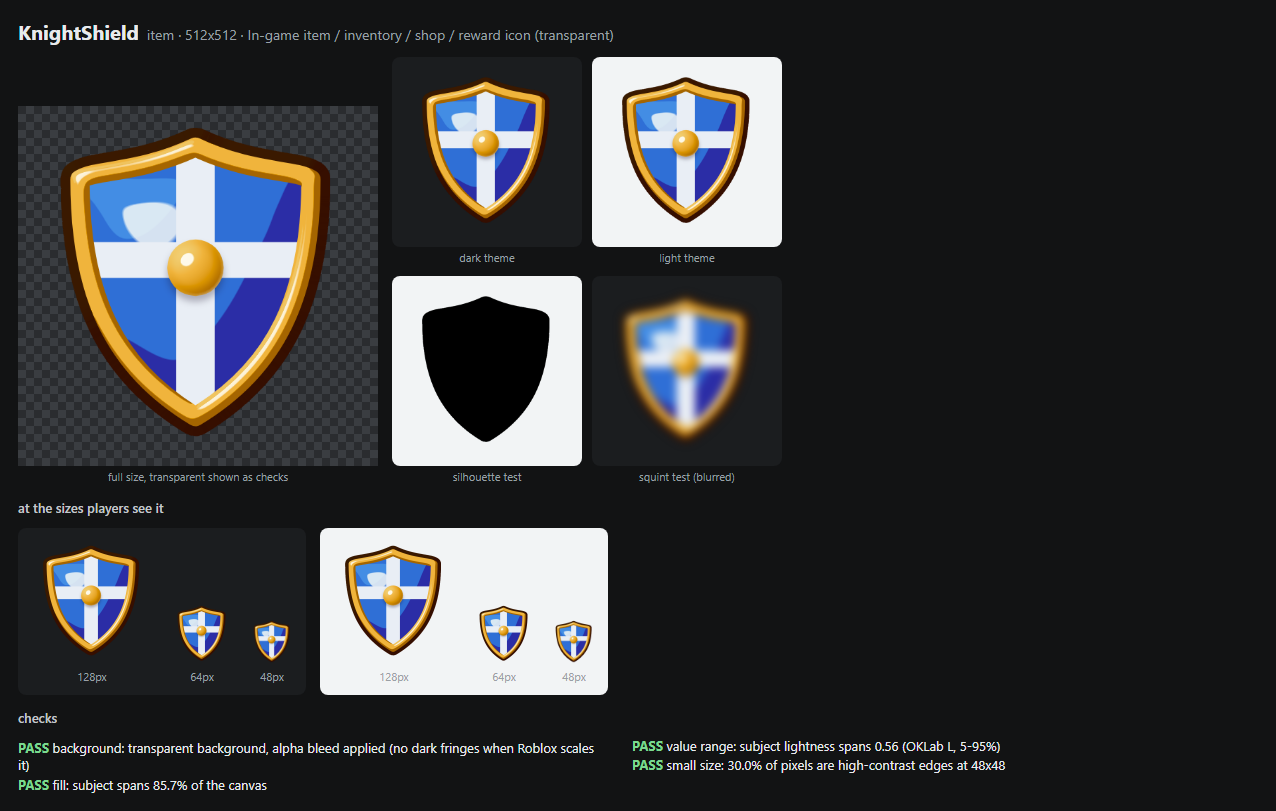 KnightShield item · 512x512 · In-game item / inventory / shop / reward icon (transparent)
dark theme
light theme
full size, transparent shown as checks
silhouette test
squint test (blurred)
at the sizes players see it
128px
64px
48px
128px
64px
48px
checks
PASS background: transparent background, alpha bleed applied (no dark fringes when Roblox scales
it)
PASS fill: subject spans 85.7% of the canvas
PASS value range: subject lightness spans 0.56 (OKLab L, 5-95%)
PASS small size: 30.0% of pixels are high-contrast edges at 48x48